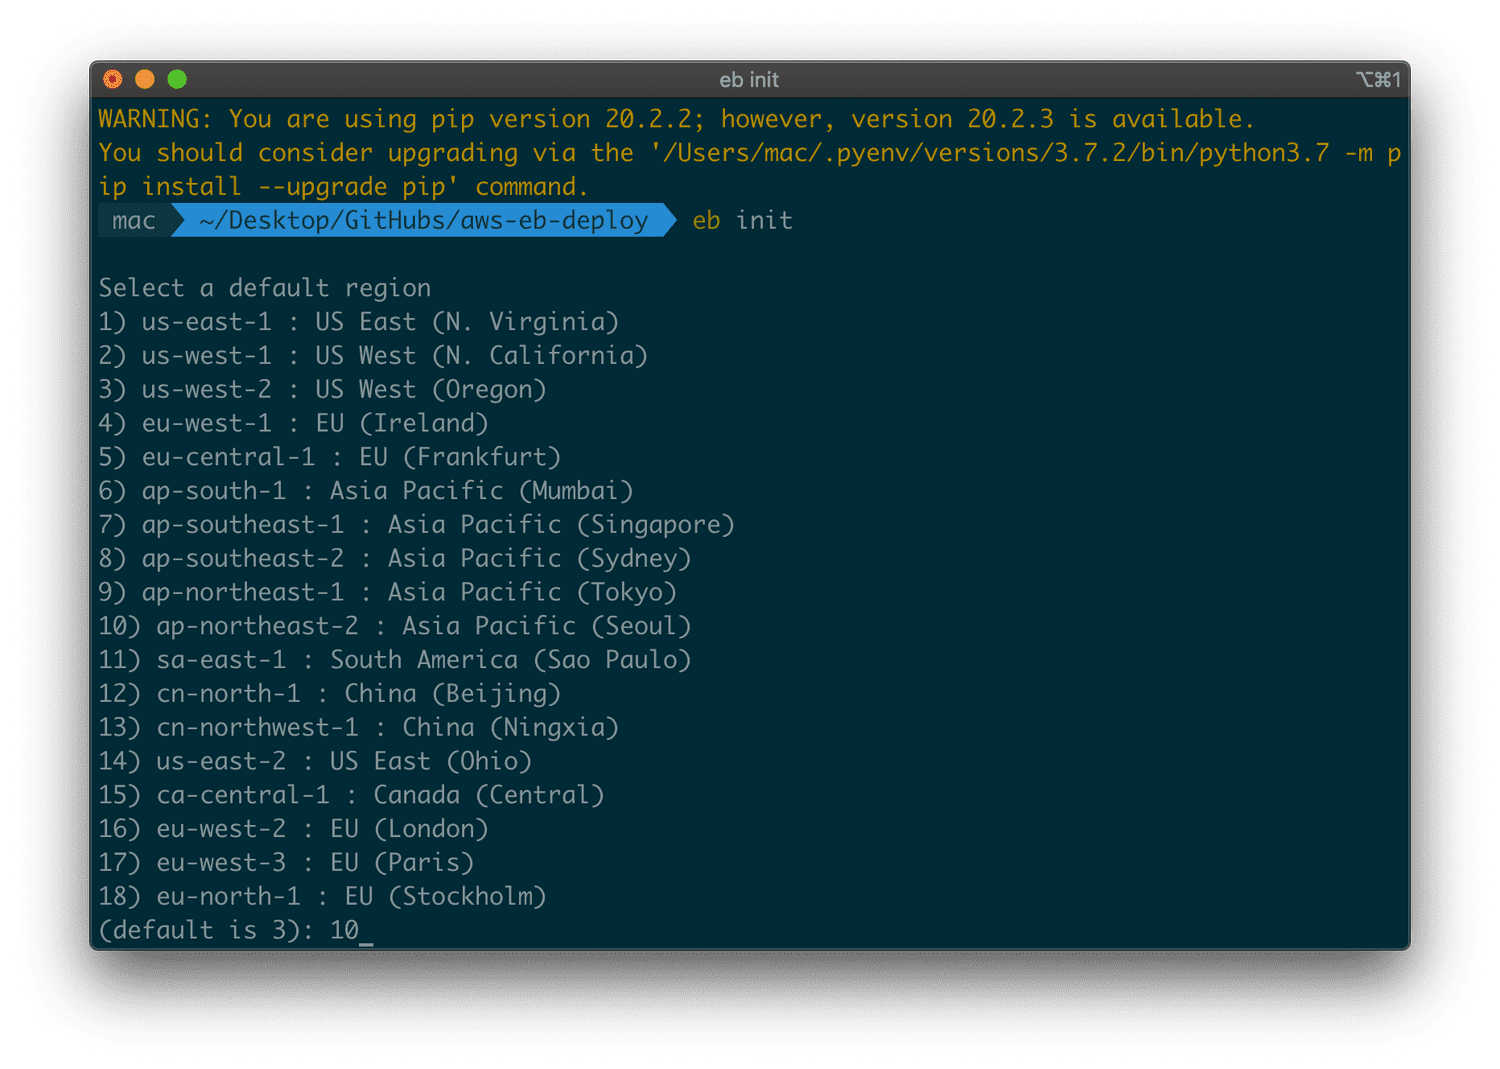 eb init
⌥⌘1
WARNING: You are using pip version 20.2.2; however, version 20.2.3 is available.
You should consider upgrading via the '/Users/mac/.pyenv/versions/3.7.2/bin/python3.7 -m p
ip install --upgrade pip' command.
mac ~/Desktop/GitHubs/aws-eb-deploy eb init
Select a default region
1) us-east-1 : US East (N. Virginia)
2) us-west-1 : US West (N. California)
3) us-west-2 : US West (Oregon)
4) eu-west-1 : EU (Ireland)
5) eu-central-1 : EU (Frankfurt)
6) ap-south-1 : Asia Pacific (Mumbai)
7) ap-southeast-1 : Asia Pacific (Singapore)
8) ap-southeast-2 : Asia Pacific (Sydney)
9) ap-northeast-1 : Asia Pacific (Tokyo)
10) ap-northeast-2 : Asia Pacific (Seoul)
11) sa-east-1 : South America (Sao Paulo)
12) cn-north-1 : China (Beijing)
13) cn-northwest-1 : China (Ningxia)
14) us-east-2 : US East (Ohio)
15) ca-central-1 : Canada (Central)
16) eu-west-2 : EU (London)
17) eu-west-3 : EU (Paris)
18) eu-north-1 : EU (Stockholm)
(default is 3): 10_